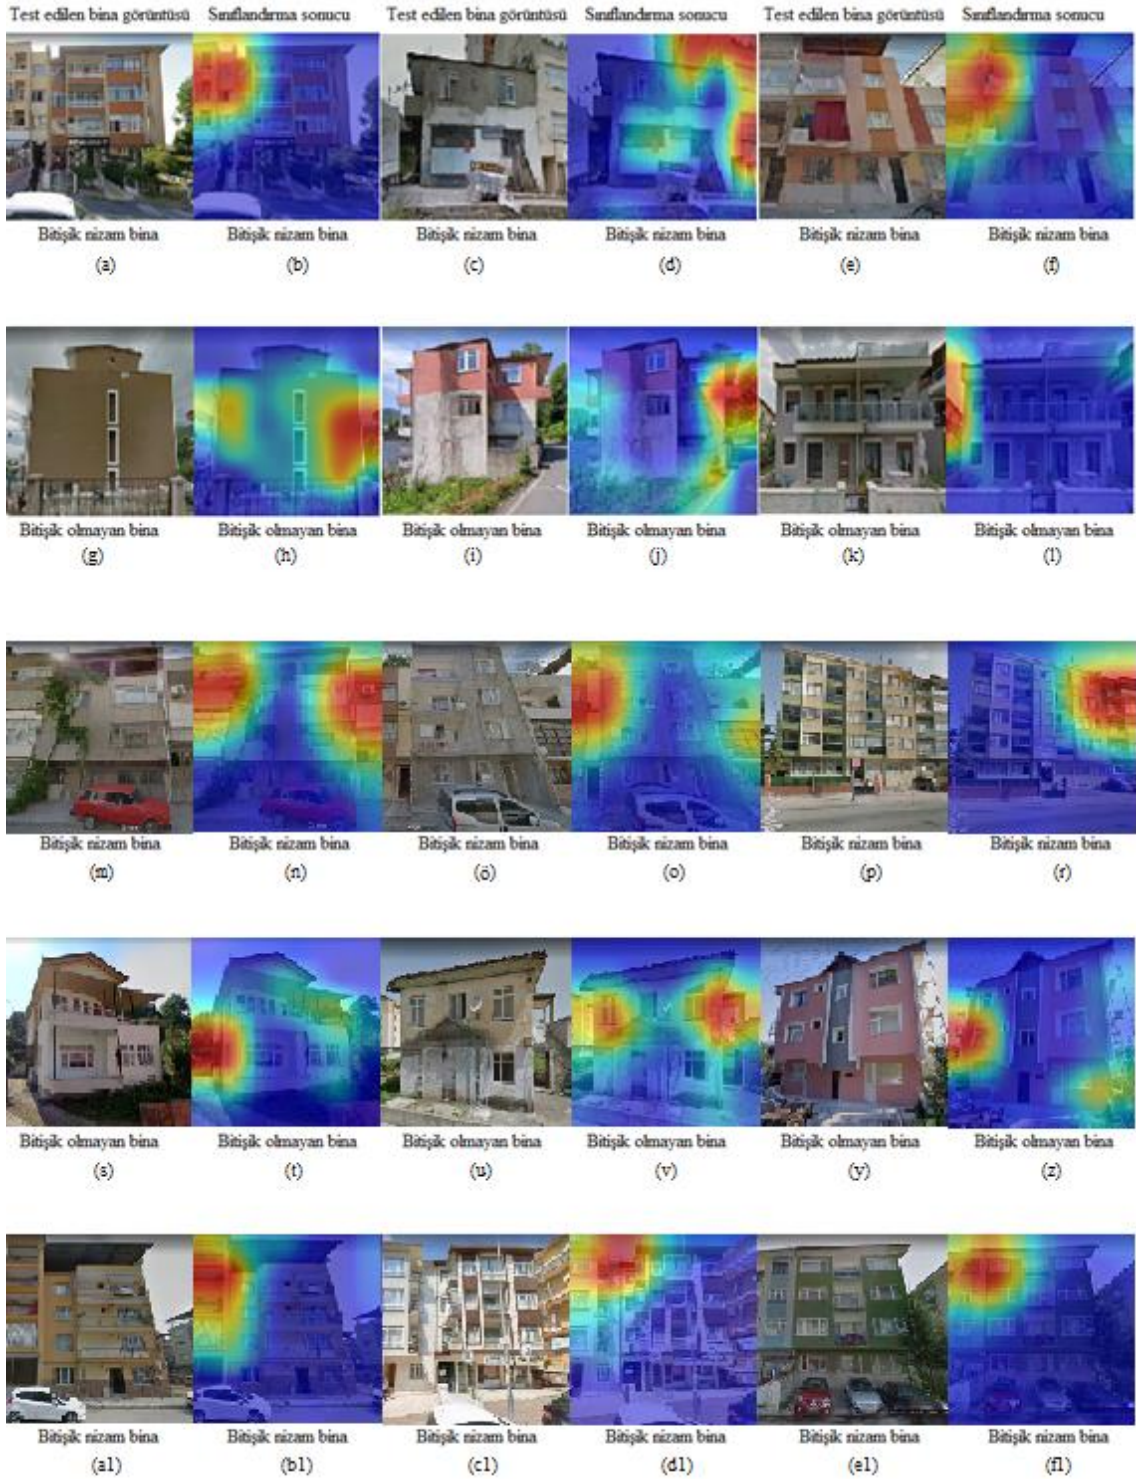 Test edilen bina görüntüsü Sınıflandırma sonucu Test edilen bina görüntüsü Sınıflandırma sonucu Test edilen bina görüntüsü Sınıflandırma sonucu
Bitişik nizam bina Bitişik nizam bina Bitişik nizam bina Bitişik nizam bina Bitişik nizam bina Bitişik nizam bina
(a) (b) (c) (d) (e) (f)
Bitişik olmayan bina Bitişik olmayan bina Bitişik olmayan bina Bitişik olmayan bina Bitişik olmayan bina Bitişik olmayan bina
(g) (h) (i) (j) (k) (l)
Bitişik nizam bina Bitişik nizam bina Bitişik nizam bina Bitişik nizam bina Bitişik nizam bina Bitişik nizam bina
(m) (n) (ö) (o) (p) (r)
Bitişik olmayan bina Bitişik olmayan bina Bitişik olmayan bina Bitişik olmayan bina Bitişik olmayan bina Bitişik olmayan bina
(s) (t) (u) (v) (y) (z)
Bitişik nizam bina Bitişik nizam bina Bitişik nizam bina Bitişik nizam bina Bitişik nizam bina Bitişik nizam bina
(a1) (b1) (c1) (d1) (e1) (f1)